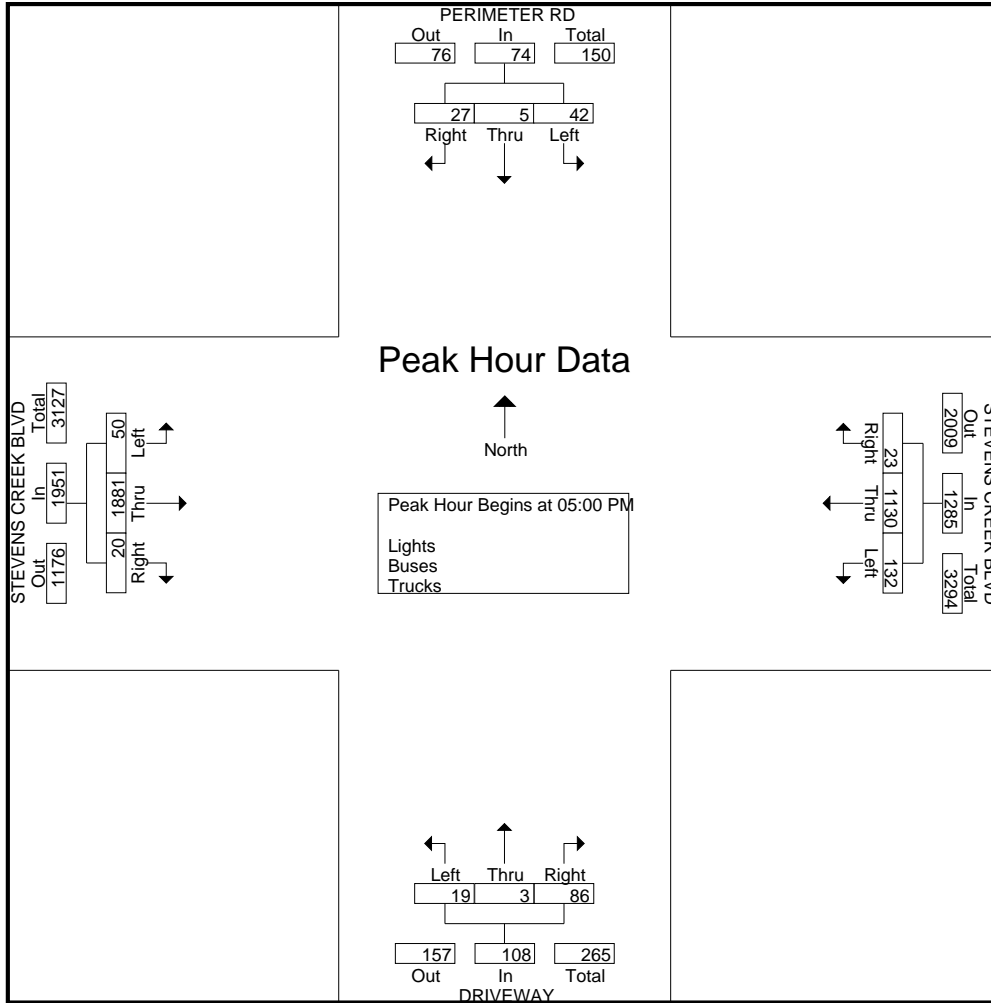 PERIMETER RD
Out In Total
76 74 150
27 5 42
Right Thru Left
Peak Hour Data
North
Peak Hour Begins at 05:00 PM
Lights
Buses
Trucks
STEVENS CREEK BLVD
Out In Total
1176 1951 3127
20 1881 50
Right Thru Left
STEVENS CREEK BLVD
Out In Total
2009 1285 3294
23 1130 132
Right Thru Left
Left Thru Right
19 3 86
157 108 265
Out In Total
DRIVEWAY